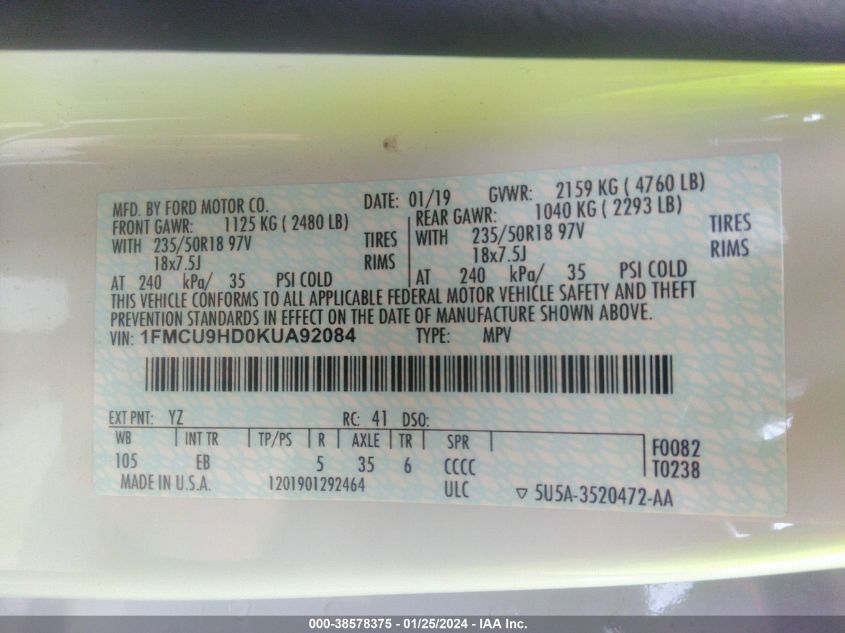 MFD. BY FORD MOTOR CO. DATE: 01/19 GVWR: 2159 KG ( 4760 LB)
FRONT GAWR: 1125 KG ( 2480 LB) REAR GAWR: 1040 KG ( 2293 LB)
WITH 235/50R18 97V TIRES WITH 235/50R18 97V TIRES
18x7.5J RIMS 18x7.5J RIMS
AT 240 kPa/ 35 PSI COLD AT 240 kPa/ 35 PSI COLD
THIS VEHICLE CONFORMS TO ALL APPLICABLE FEDERAL MOTOR VEHICLE SAFETY AND THEFT
PREVENTION STANDARDS IN EFFECT ON THE DATE OF MANUFACTURE SHOWN ABOVE.
VIN: 1FMCU9HD0KUA92084 TYPE: MPV
EXT PNT: YZ RC: 41 DSO:
WB INT TR TP/PS R AXLE TR SPR F0082
105 EB 5 35 6 CCCC T0238
MADE IN U.S.A. 1201901292464 ULC ▽ 5U5A-3520472-AA
000-38578375 - 01/25/2024 - IAA Inc.